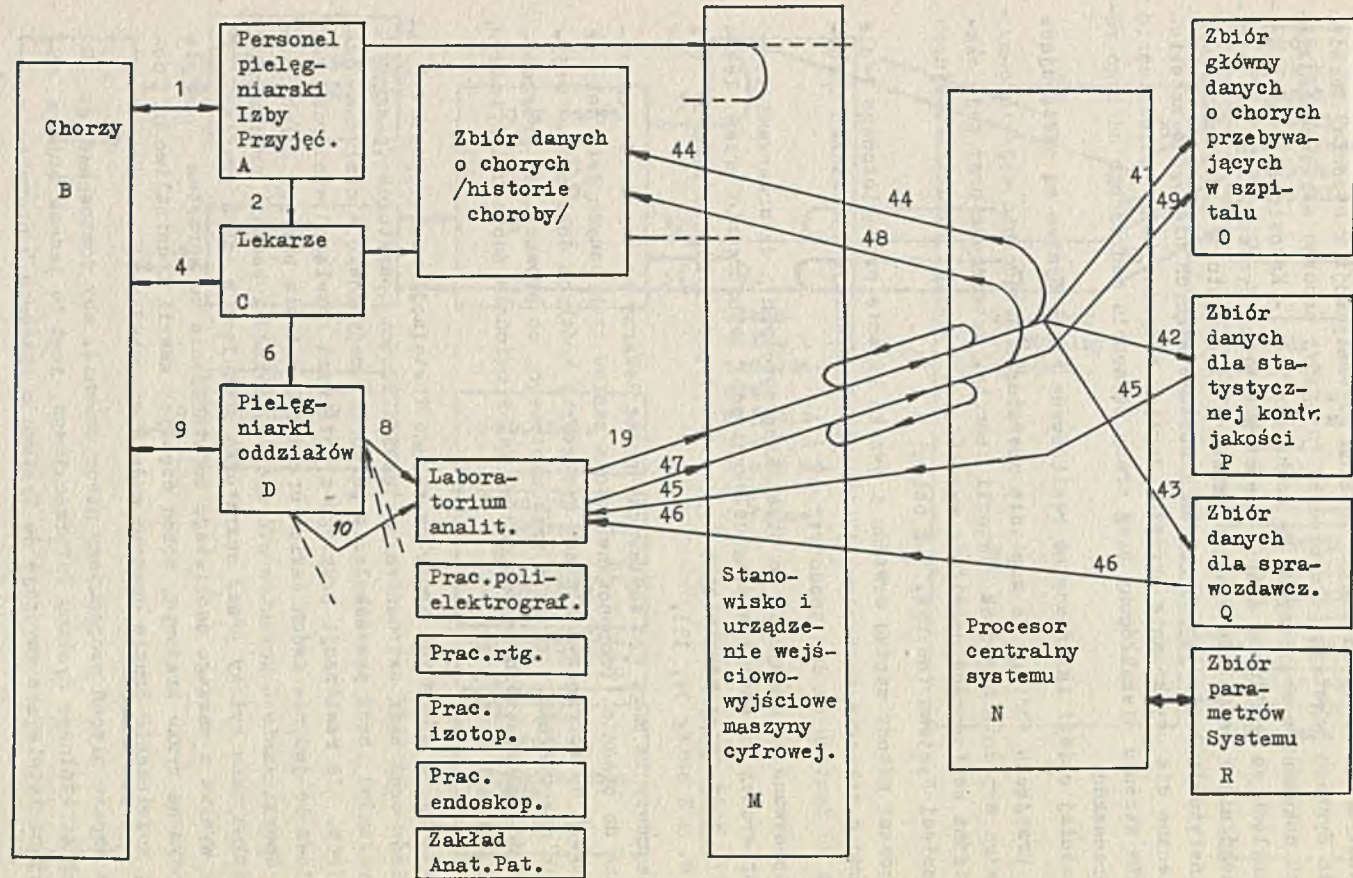 Chorzy
B
1
Personel
pielęg-
niarski
Izby
Przyjęć.
A
2
4
Lekarze
C
Zbiór danych
o chorych
/historie
choroby/
6
9
Pielęg-
niarki
oddziałów
D
8
10
Labora-
torium
analit.
Prac.poli-
elektrograf.
Prac.rtg.
Prac.
izotop.
Prac.
endoskop.
Zakład
Anat.Pat.
44
19
47
45
46
48
44
Stano-
wisko i
urządze-
nie wejś-
ciowo-
wyjściowe
maszyny
cyfrowej.
M
Procesor
centralny
systemu
N
49
42
45
43
46
Zbiór
główny
danych
o chorych
przebywa-
jących
w szpi-
talu
O
Zbiór
danych
dla sta-
tystycz-
nej kontr.
jakości
P
Zbiór
danych
dla spra-
wozdawcz.
Q
Zbiór
para-
metrów
Systemu
R